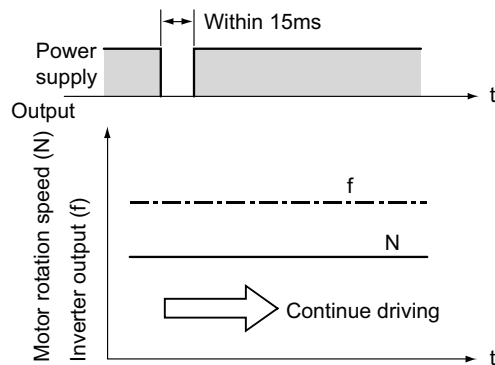 Within 15ms
Power
supply
t
Output
Motor rotation speed (N)
Inverter output (f)
f
N
Continue driving
t